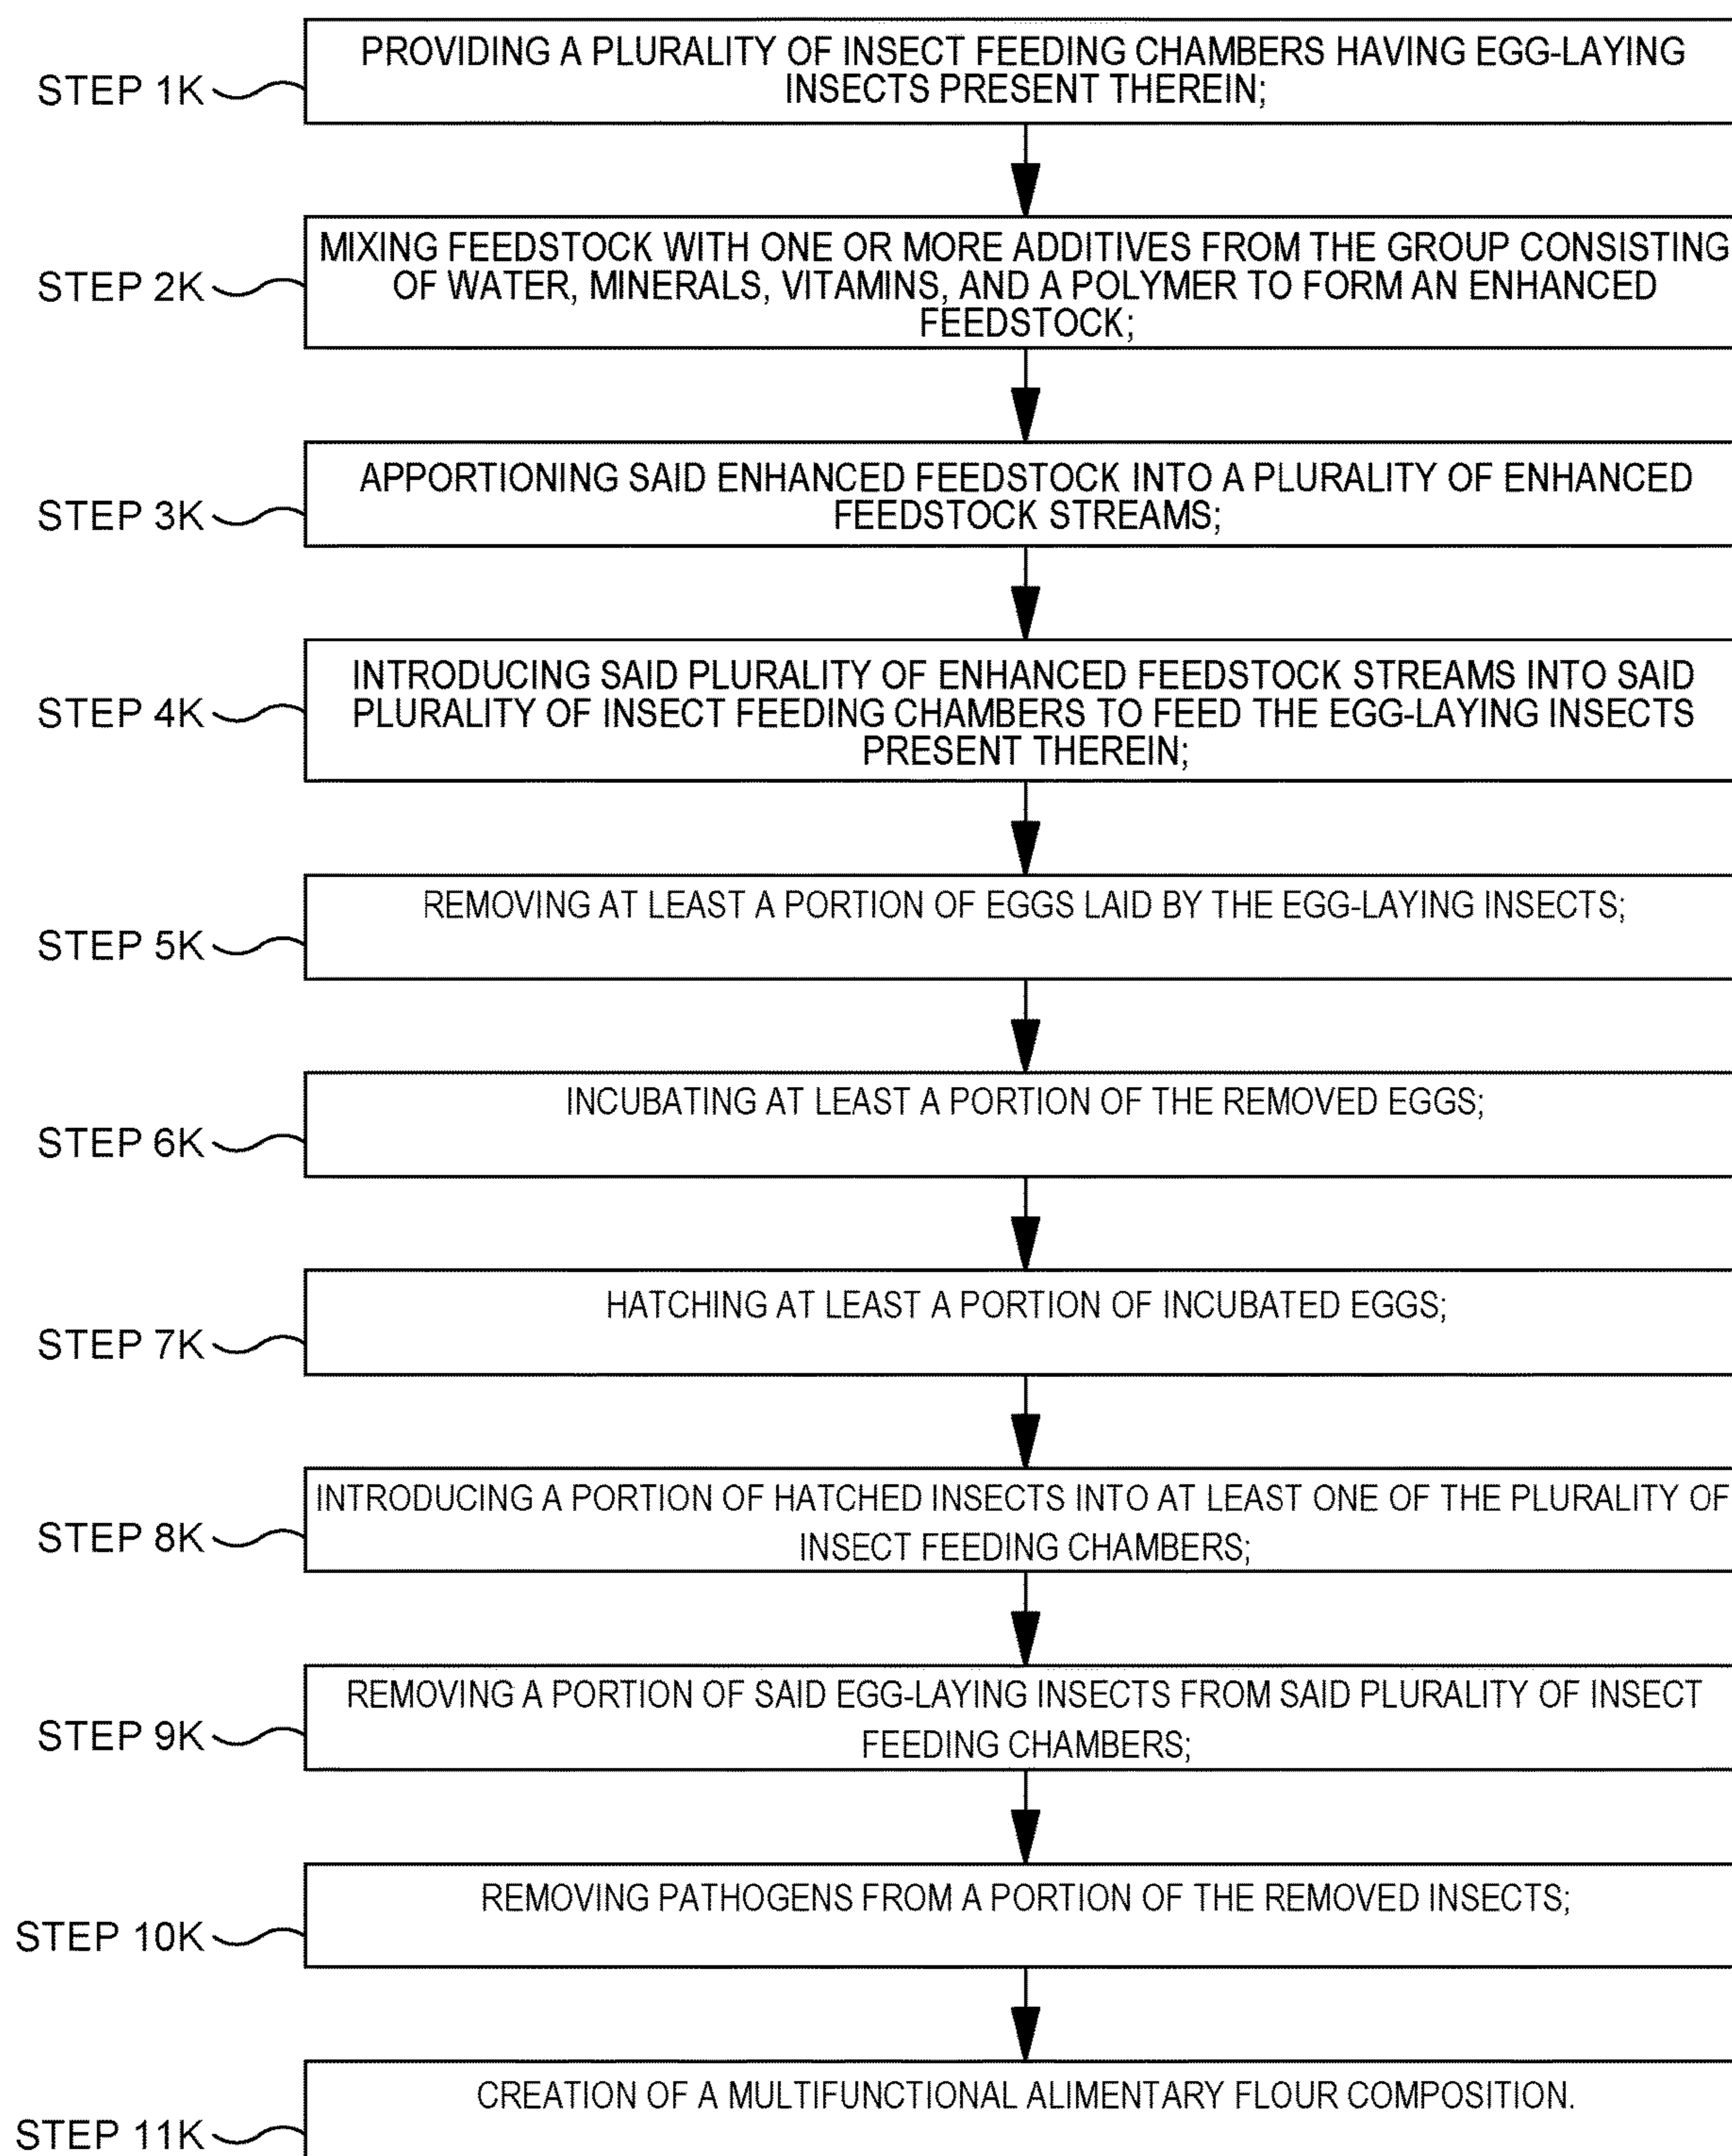 PROVIDING A PLURALITY OF INSECT FEEDING CHAMBERS HAVING EGG-LAYING
INSECTS PRESENT THEREIN;
STEP 1K
MIXING FEEDSTOCK WITH ONE OR MORE ADDITIVES FROM THE GROUP CONSISTING
OF WATER, MINERALS, VITAMINS, AND A POLYMER TO FORM AN ENHANCED
FEEDSTOCK;
STEP 2K
APPORTIONING SAID ENHANCED FEEDSTOCK INTO A PLURALITY OF ENHANCED
FEEDSTOCK STREAMS;
STEP 3K
INTRODUCING SAID PLURALITY OF ENHANCED FEEDSTOCK STREAMS INTO SAID
PLURALITY OF INSECT FEEDING CHAMBERS TO FEED THE EGG-LAYING INSECTS
PRESENT THEREIN;
STEP 4K
REMOVING AT LEAST A PORTION OF EGGS LAID BY THE EGG-LAYING INSECTS;
STEP 5K
INCUBATING AT LEAST A PORTION OF THE REMOVED EGGS;
STEP 6K
HATCHING AT LEAST A PORTION OF INCUBATED EGGS;
STEP 7K
INTRODUCING A PORTION OF HATCHED INSECTS INTO AT LEAST ONE OF THE PLURALITY OF
INSECT FEEDING CHAMBERS;
STEP 8K
REMOVING A PORTION OF SAID EGG-LAYING INSECTS FROM SAID PLURALITY OF INSECT
FEEDING CHAMBERS;
STEP 9K
REMOVING PATHOGENS FROM A PORTION OF THE REMOVED INSECTS;
STEP 10K
CREATION OF A MULTIFUNCTIONAL ALIMENTARY FLOUR COMPOSITION.
STEP 11K